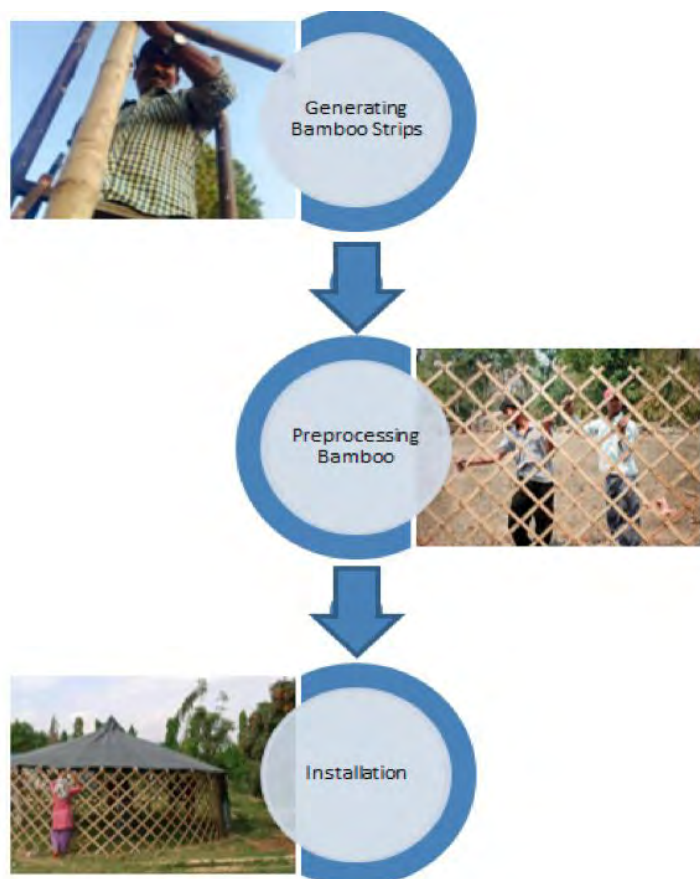 Generating
Bamboo Strips
Preprocessing
Bamboo
Installation